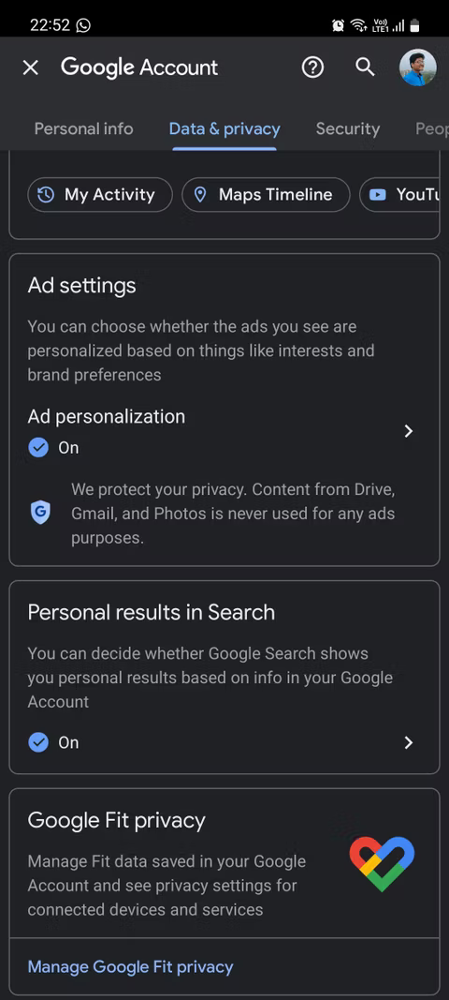 22:52
Vo))
LTE1
Google Account
Personal info
Data & privacy
Security
Peop
My Activity
Maps Timeline
YouTu
Ad settings
You can choose whether the ads you see are
personalized based on things like interests and
brand preferences
Ad personalization
On
We protect your privacy. Content from Drive,
Gmail, and Photos is never used for any ads
purposes.
Personal results in Search
You can decide whether Google Search shows
you personal results based on info in your Google
Account
On
Google Fit privacy
Manage Fit data saved in your Google
Account and see privacy settings for
connected devices and services
Manage Google Fit privacy